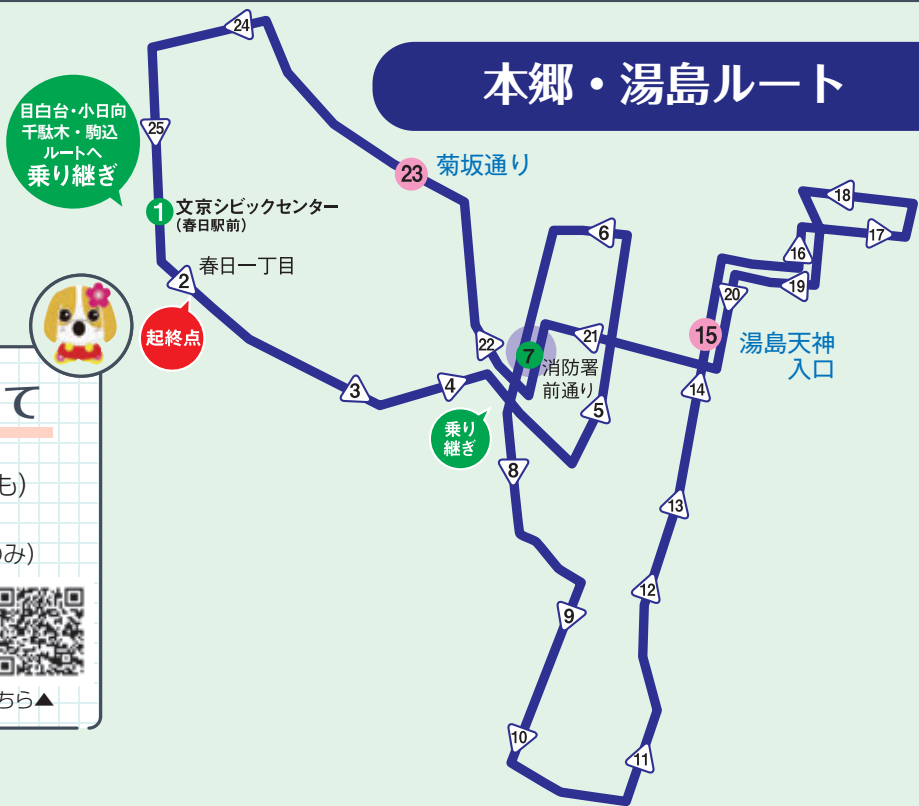 本郷・湯島ルート
目白台・小日向
千駄木・駒込
ルートへ
乗り継ぎ
24
25
1
文京シビックセンター
(春日駅前)
2
春日一丁目
起終点
3
4
乗り
継ぎ
23
菊坂通り
22
7
消防署
前通り
21
6
5
8
9
10
11
12
13
14
15
湯島天神
入口
20
19
16
17
18
て
も)
み)
ちら▲